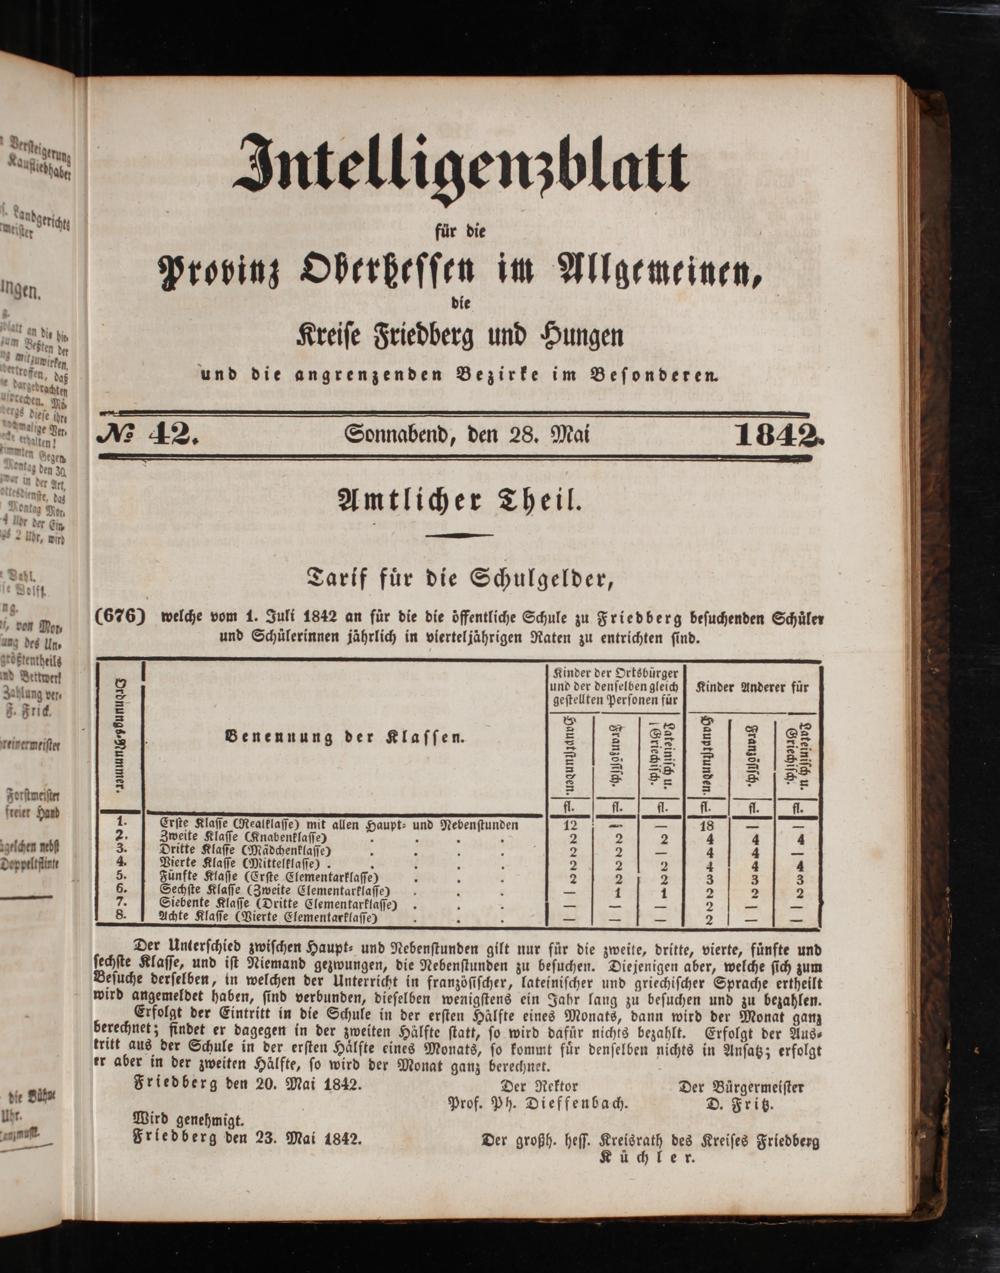 Intelligenzblatt
für die
Provinz Oberhessen im Allgemeinen,
die
Kreise Friedberg und Hungen
und die angrenzenden Bezirke im Besonderen.
№ 42. Sonnabend, den 28. Mai 1842.
Amtlicher Theil.
Tarif für die Schulgelder,
(676) welche vom 1. Juli 1842 an für die die öffentliche Schule zu Friedberg besuchenden Schüler
und Schülerinnen jährlich in vierteljährigen Raten zu entrichten sind.
Ordnungs-Nummer. Benennung der Klassen. Kinder der Ortsbürger und der denselben gleich gestellten Personen für Kinder Anderer für
Hauptstunden. Französisch. Lateinisch u. Griechisch. Hauptstunden. Französisch. Lateinisch u. Griechisch.
fl. fl. fl. fl. fl. fl.
1. Erste Klasse (Realklasse) mit allen Haupt- und Nebenstunden 12 — — 18 — —
2. Zweite Klasse (Knabenklasse) . . . . 2 2 2 4 4 4
3. Dritte Klasse (Mädchenklasse) . . . . 2 2 — 4 4 —
4. Vierte Klasse (Mittelklasse) . . . . . 2 2 2 4 4 4
5. Fünfte Klasse (Erste Elementarklasse) . . . 2 2 2 3 3 3
6. Sechste Klasse (Zweite Elementarklasse) . . . — 1 1 2 2 2
7. Siebente Klasse (Dritte Elementarklasse) . . . — — — 2 — —
8. Achte Klasse (Vierte Elementarklasse) . . . — — — 2 — —
Der Unterschied zwischen Haupt- und Nebenstunden gilt nur für die zweite, dritte, vierte, fünfte und
sechste Klasse, und ist Niemand gezwungen, die Nebenstunden zu besuchen. Diejenigen aber, welche sich zum
Besuche derselben, in welchen der Unterricht in französischer, lateinischer und griechischer Sprache ertheilt
wird angemeldet haben, sind verbunden, dieselben wenigstens ein Jahr lang zu besuchen und zu bezahlen.
Erfolgt der Eintritt in die Schule in der ersten Hälfte eines Monats, dann wird der Monat ganz
berechnet; findet er dagegen in der zweiten Hälfte statt, so wird dafür nichts bezahlt. Erfolgt der Aus-
tritt aus der Schule in der ersten Hälfte eines Monats, so kommt für denselben nichts in Ansatz; erfolgt
er aber in der zweiten Hälfte, so wird der Monat ganz berechnet.
Friedberg den 20. Mai 1842. Der Rektor Der Bürgermeister
Prof. Ph. Dieffenbach. D. Fritz.
Wird genehmigt.
Friedberg den 23. Mai 1842. Der großh. hess. Kreisrath des Kreises Friedberg
Küchler.